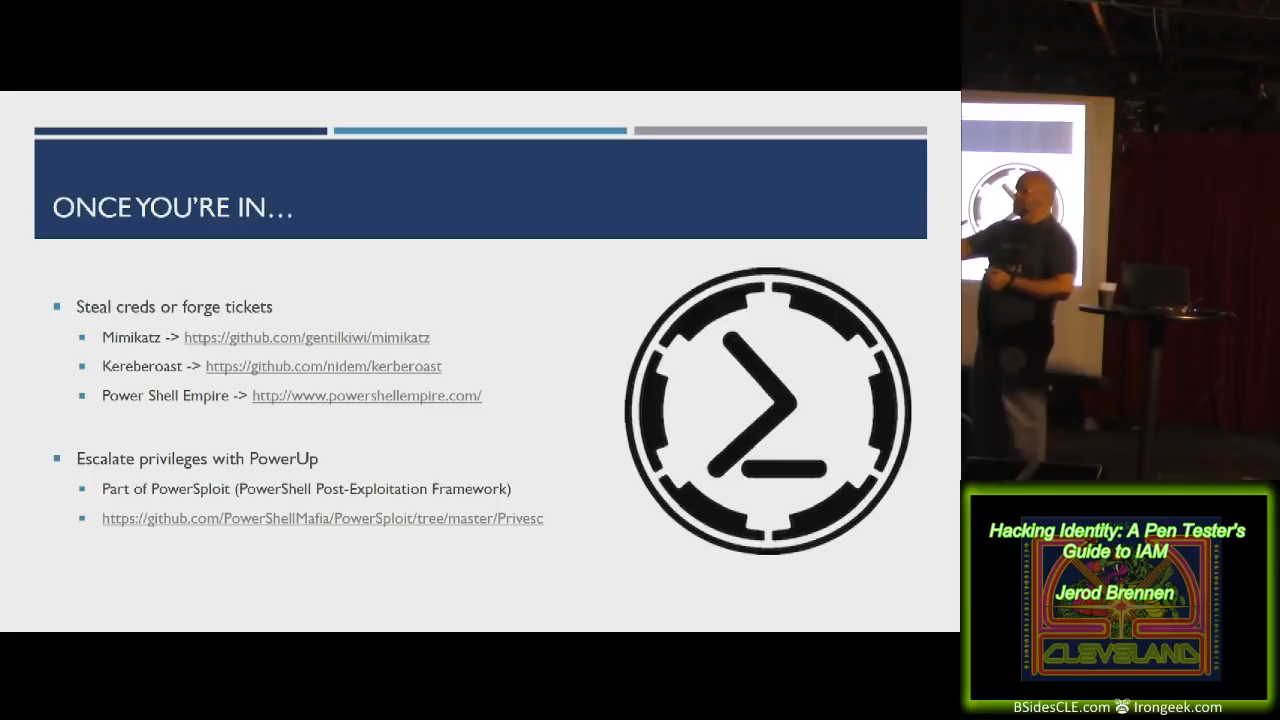 ONCE YOU'RE IN…
Steal creds or forge tickets
Mimikatz -> https://github.com/gentilkiwi/mimikatz
Kereberoast -> https://github.com/nidem/kerberoast
Power Shell Empire -> http://www.powershellempire.com/
Escalate privileges with PowerUp
Part of PowerSploit (PowerShell Post-Exploitation Framework)
https://github.com/PowerShellMafia/PowerSploit/tree/master/Privesc
Hacking Identity: A Pen Tester's
Guide to IAM
Jerod Brennen
CLEVELAND
BSidesCLE.com Irongeek.com